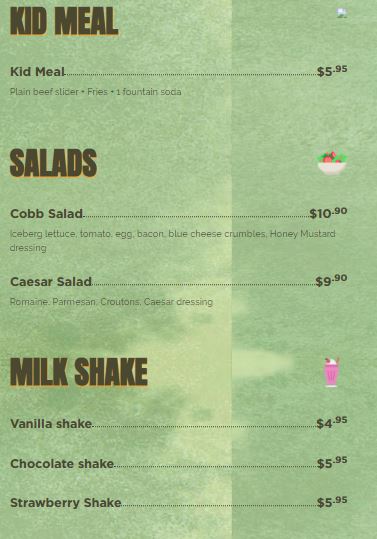 KID MEAL
Kid Meal $5.95
Plain beef slider • Fries • 1 fountain soda
SALADS
Cobb Salad $10.90
Iceberg lettuce, tomato, egg, bacon, blue cheese crumbles, Honey Mustard
dressing
Caesar Salad $9.90
Romaine, Parmesan, Croutons, Caesar dressing
MILK SHAKE
Vanilla shake $4.95
Chocolate shake $5.95
Strawberry Shake $5.95